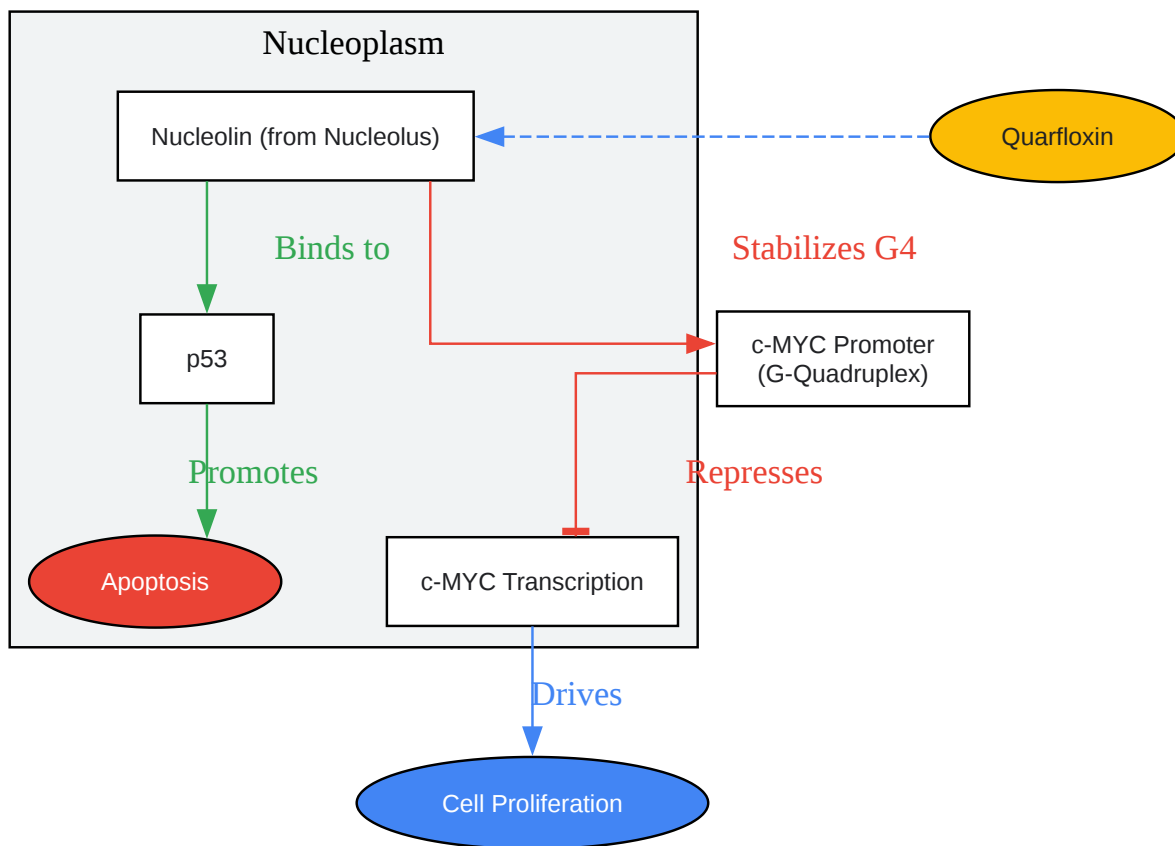 Nucleoplasm
Nucleolin (from Nucleolus)
Quarfloxin
Binds to
Stabilizes G4
p53
c-MYC Promoter
(G-Quadruplex)
Promotes
Represses
Apoptosis
c-MYC Transcription
Drives
Cell Proliferation